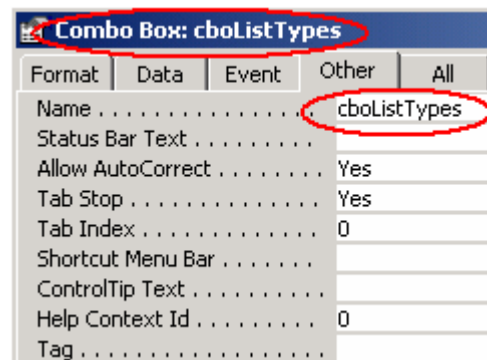 Combo Box: cboListTypes
Format Data Event Other All
Name . . . . . . . . . . . . . . . . cboListTypes
Status Bar Text . . . . . . . .
Allow AutoCorrect . . . . . . . Yes
Tab Stop . . . . . . . . . . . . . . Yes
Tab Index . . . . . . . . . . . . . 0
Shortcut Menu Bar . . . . . . .
ControlTip Text . . . . . . . . .
Help Context Id . . . . . . . . . 0
Tag . . . . . . . . . . . . . . . . .